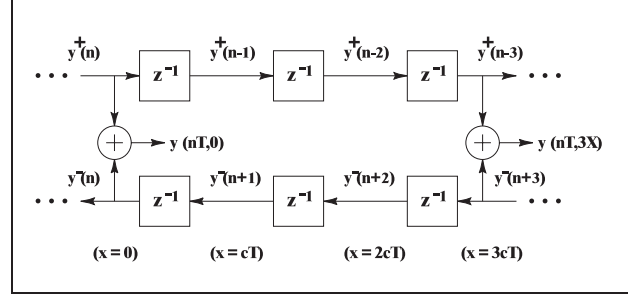 y⁺(n) y⁺(n-1) y⁺(n-2) y⁺(n-3)
• • • z⁻¹ z⁻¹ z⁻¹ • • •
+ y (nT,0) + y (nT,3X)
y⁻(n) y⁻(n+1) y⁻(n+2) y⁻(n+3)
• • • z⁻¹ z⁻¹ z⁻¹ • • •
(x = 0) (x = cT) (x = 2cT) (x = 3cT)